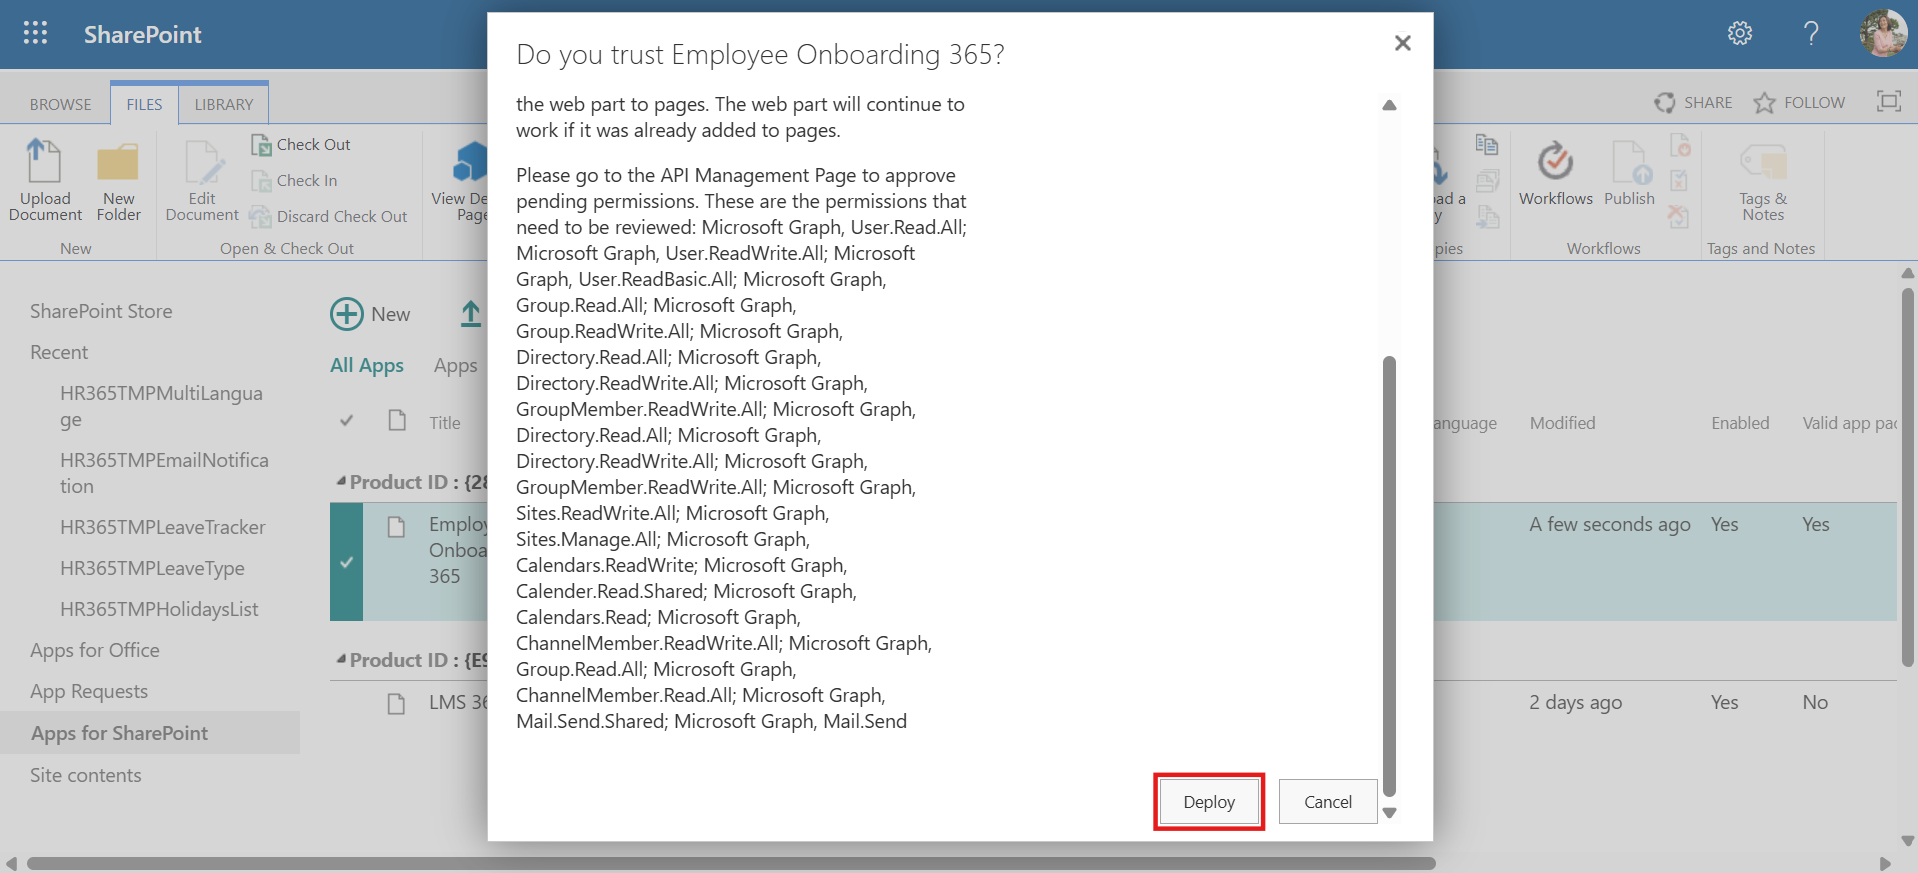 SharePoint
BROWSE
FILES
LIBRARY
SHARE
FOLLOW
Upload
Document
New
Folder
New
Edit
Document
Check Out
Check In
Discard Check Out
Open & Check Out
View De
Page
ad a
y
pies
Workflows
Publish
Workflows
Tags &
Notes
Tags and Notes
SharePoint Store
Recent
HR365TMPMultiLangua
ge
HR365TMPEmailNotifica
tion
HR365TMPLeaveTracker
HR365TMPLeaveType
HR365TMPHolidaysList
Apps for Office
App Requests
Apps for SharePoint
Site contents
New
All Apps
Apps
Title
anguage
Modified
Enabled
Valid app pac
Product ID : {28
Employ
Onboa
365
A few seconds ago
Yes
Yes
Product ID : {E9
LMS 36
2 days ago
Yes
No
Do you trust Employee Onboarding 365?
the web part to pages. The web part will continue to
work if it was already added to pages.
Please go to the API Management Page to approve
pending permissions. These are the permissions that
need to be reviewed: Microsoft Graph, User.Read.All;
Microsoft Graph, User.ReadWrite.All; Microsoft
Graph, User.ReadBasic.All; Microsoft Graph,
Group.Read.All; Microsoft Graph,
Group.ReadWrite.All; Microsoft Graph,
Directory.Read.All; Microsoft Graph,
Directory.ReadWrite.All; Microsoft Graph,
GroupMember.ReadWrite.All; Microsoft Graph,
Directory.Read.All; Microsoft Graph,
Directory.ReadWrite.All; Microsoft Graph,
GroupMember.ReadWrite.All; Microsoft Graph,
Sites.ReadWrite.All; Microsoft Graph,
Sites.Manage.All; Microsoft Graph,
Calendars.ReadWrite; Microsoft Graph,
Calender.Read.Shared; Microsoft Graph,
Calendars.Read; Microsoft Graph,
ChannelMember.ReadWrite.All; Microsoft Graph,
Group.Read.All; Microsoft Graph,
ChannelMember.Read.All; Microsoft Graph,
Mail.Send.Shared; Microsoft Graph, Mail.Send
Deploy
Cancel